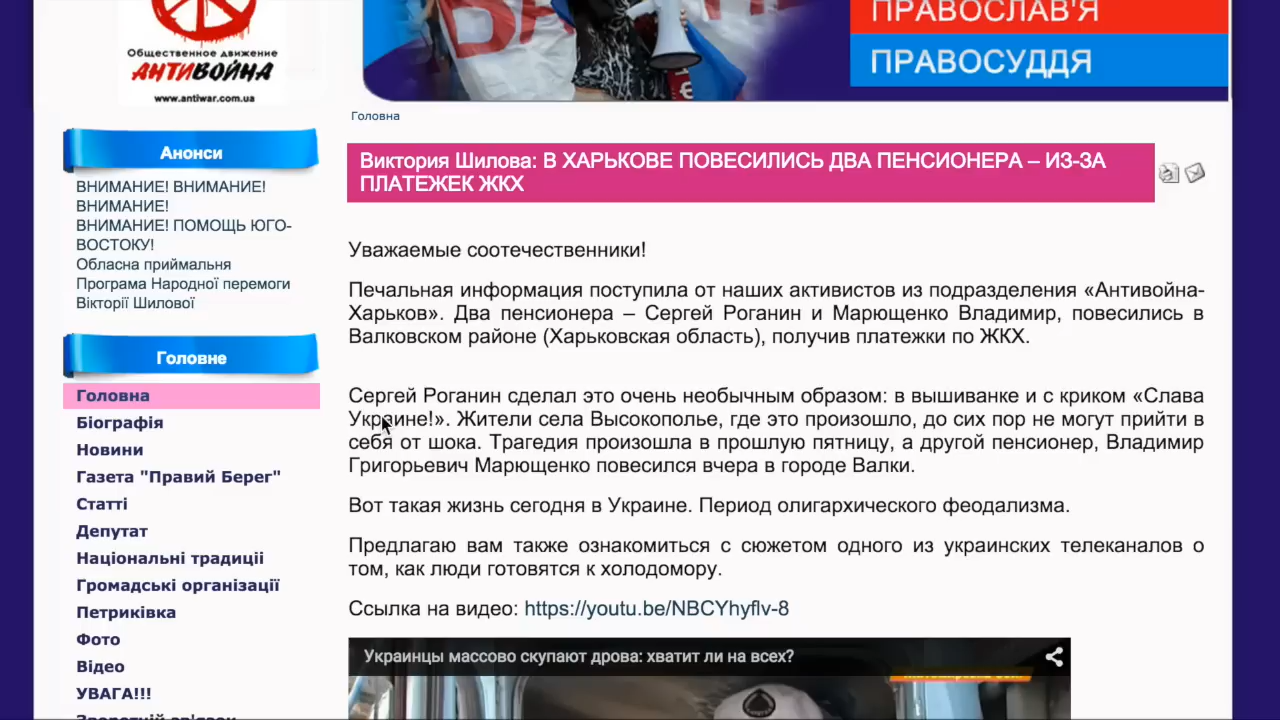 ПРАВОСЛАВ'Я
ПРАВОСУДДЯ
Общественное движение
АНТИВОЙНА
www.antiwar.com.ua
Головна
Анонси
ВНИМАНИЕ! ВНИМАНИЕ!
ВНИМАНИЕ!
ВНИМАНИЕ! ПОМОЩЬ ЮГО-
ВОСТОКУ!
Обласна приймальня
Програма Народної перемоги
Вікторії Шилової
Головне
Головна
Біографія
Новини
Газета "Правий Берег"
Статті
Депутат
Національні традиції
Громадські організації
Петриківка
Фото
Відео
УВАГА!!!
Зворотній зв'язок
Виктория Шилова: В ХАРЬКОВЕ ПОВЕСИЛИСЬ ДВА ПЕНСИОНЕРА – ИЗ-ЗА
ПЛАТЕЖЕК ЖКХ
Уважаемые соотечественники!
Печальная информация поступила от наших активистов из подразделения «Антивойна-
Харьков». Два пенсионера – Сергей Роганин и Марющенко Владимир, повесились в
Валковском районе (Харьковская область), получив платежки по ЖКХ.
Сергей Роганин сделал это очень необычным образом: в вышиванке и с криком «Слава
Украине!». Жители села Высокополье, где это произошло, до сих пор не могут прийти в
себя от шока. Трагедия произошла в прошлую пятницу, а другой пенсионер, Владимир
Григорьевич Марющенко повесился вчера в городе Валки.
Вот такая жизнь сегодня в Украине. Период олигархического феодализма.
Предлагаю вам также ознакомиться с сюжетом одного из украинских телеканалов о
том, как люди готовятся к холодомору.
Ссылка на видео: https://youtu.be/NBCYhyflv-8
Украинцы массово скупают дрова: хватит ли на всех?